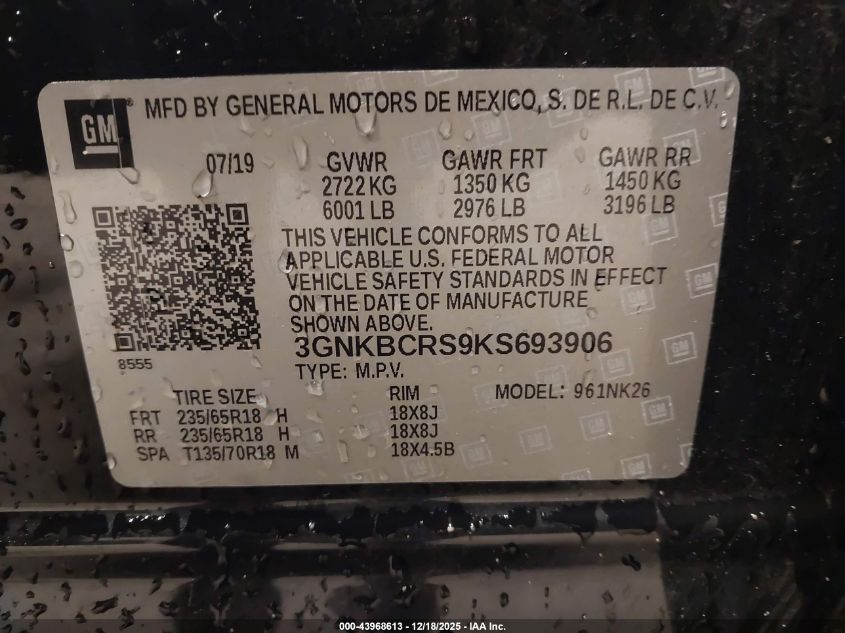 GM
MFD BY GENERAL MOTORS DE MEXICO, S. DE R.L. DE C.V.
07/19 GVWR GAWR FRT GAWR RR
2722 KG 1350 KG 1450 KG
6001 LB 2976 LB 3196 LB
THIS VEHICLE CONFORMS TO ALL
APPLICABLE U.S. FEDERAL MOTOR
VEHICLE SAFETY STANDARDS IN EFFECT
ON THE DATE OF MANUFACTURE
SHOWN ABOVE.
3GNKBCRS9KS693906
8555
TYPE: M.P.V.
TIRE SIZE RIM MODEL: 961NK26
FRT 235/65R18 H 18X8J
RR 235/65R18 H 18X8J
SPA T135/70R18 M 18X4.5B
000-43968613 - 12/18/2025 - IAA Inc.